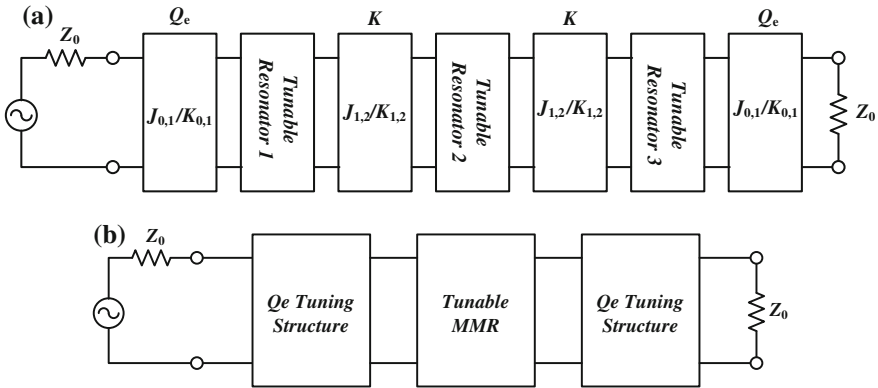 (a)
Qe
K
K
Qe
Z0
J0,1/K0,1
Tunable
Resonator 1
J1,2/K1,2
Tunable
Resonator 2
J1,2/K1,2
Tunable
Resonator 3
J0,1/K0,1
Z0
(b)
Z0
Qe Tuning
Structure
Tunable
MMR
Qe Tuning
Structure
Z0